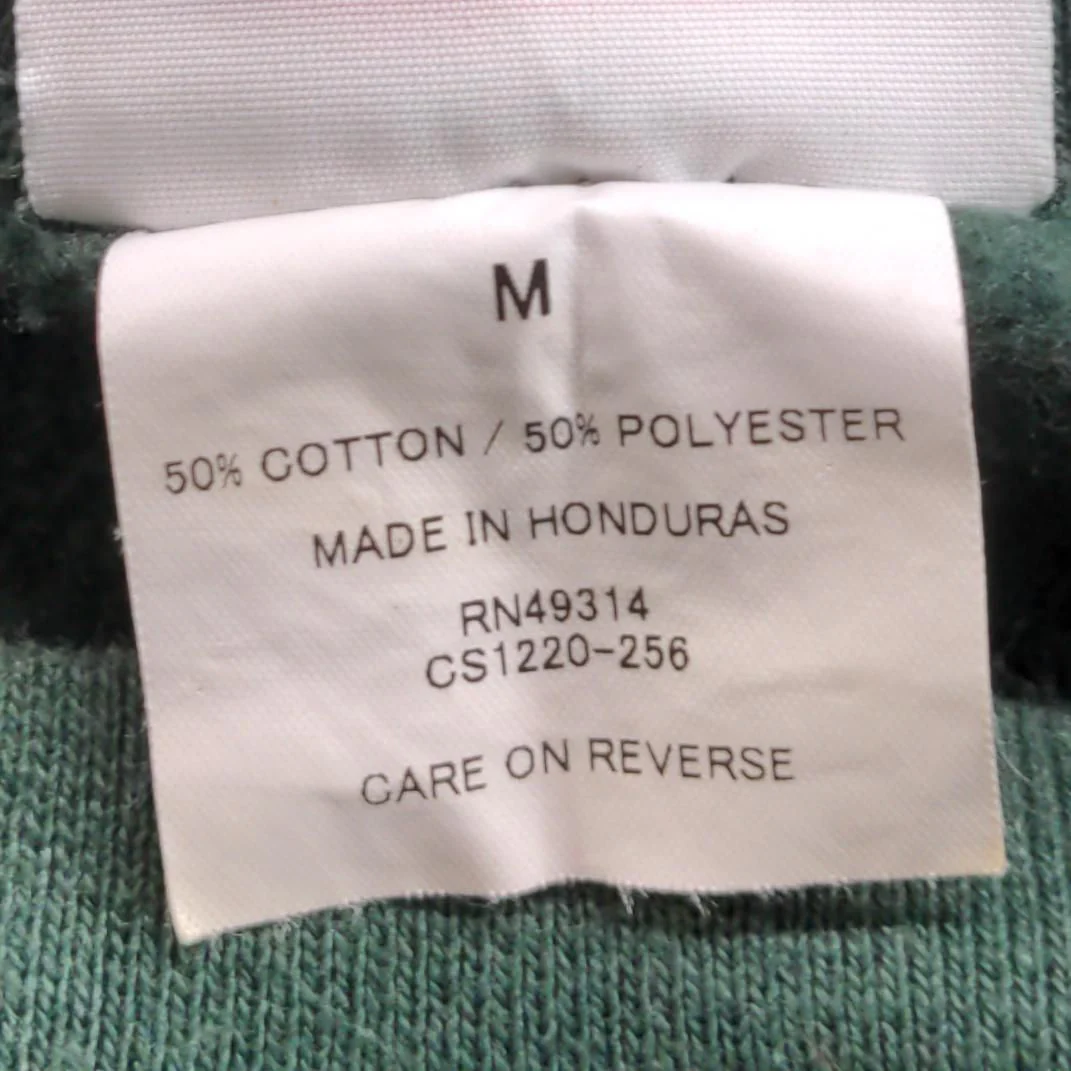 M
50% COTTON / 50% POLYESTER
MADE IN HONDURAS
RN49314
CS1220-256
CARE ON REVERSE